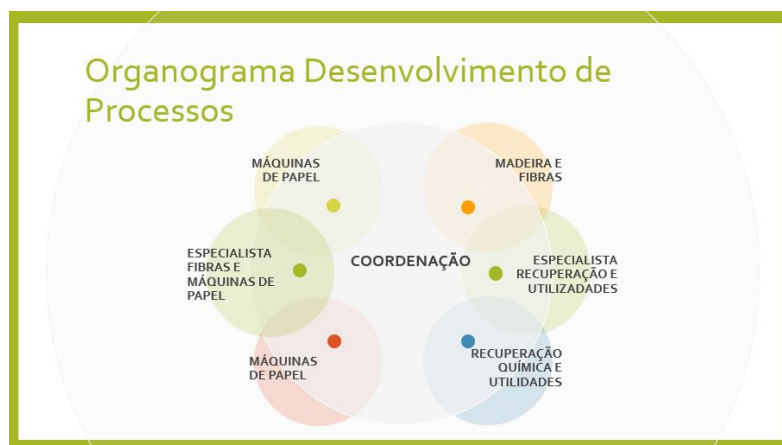 Organograma Desenvolvimento de
Processos
MÁQUINAS
DE PAPEL
MADEIRA E
FIBRAS
ESPECIALISTA
FIBRAS E
MÁQUINAS DE
PAPEL
COORDENAÇÃO
ESPECIALISTA
RECUPERAÇÃO E
UTILIZADADES
MÁQUINAS
DE PAPEL
RECUPERAÇÃO
QUÍMICA E
UTILIDADES